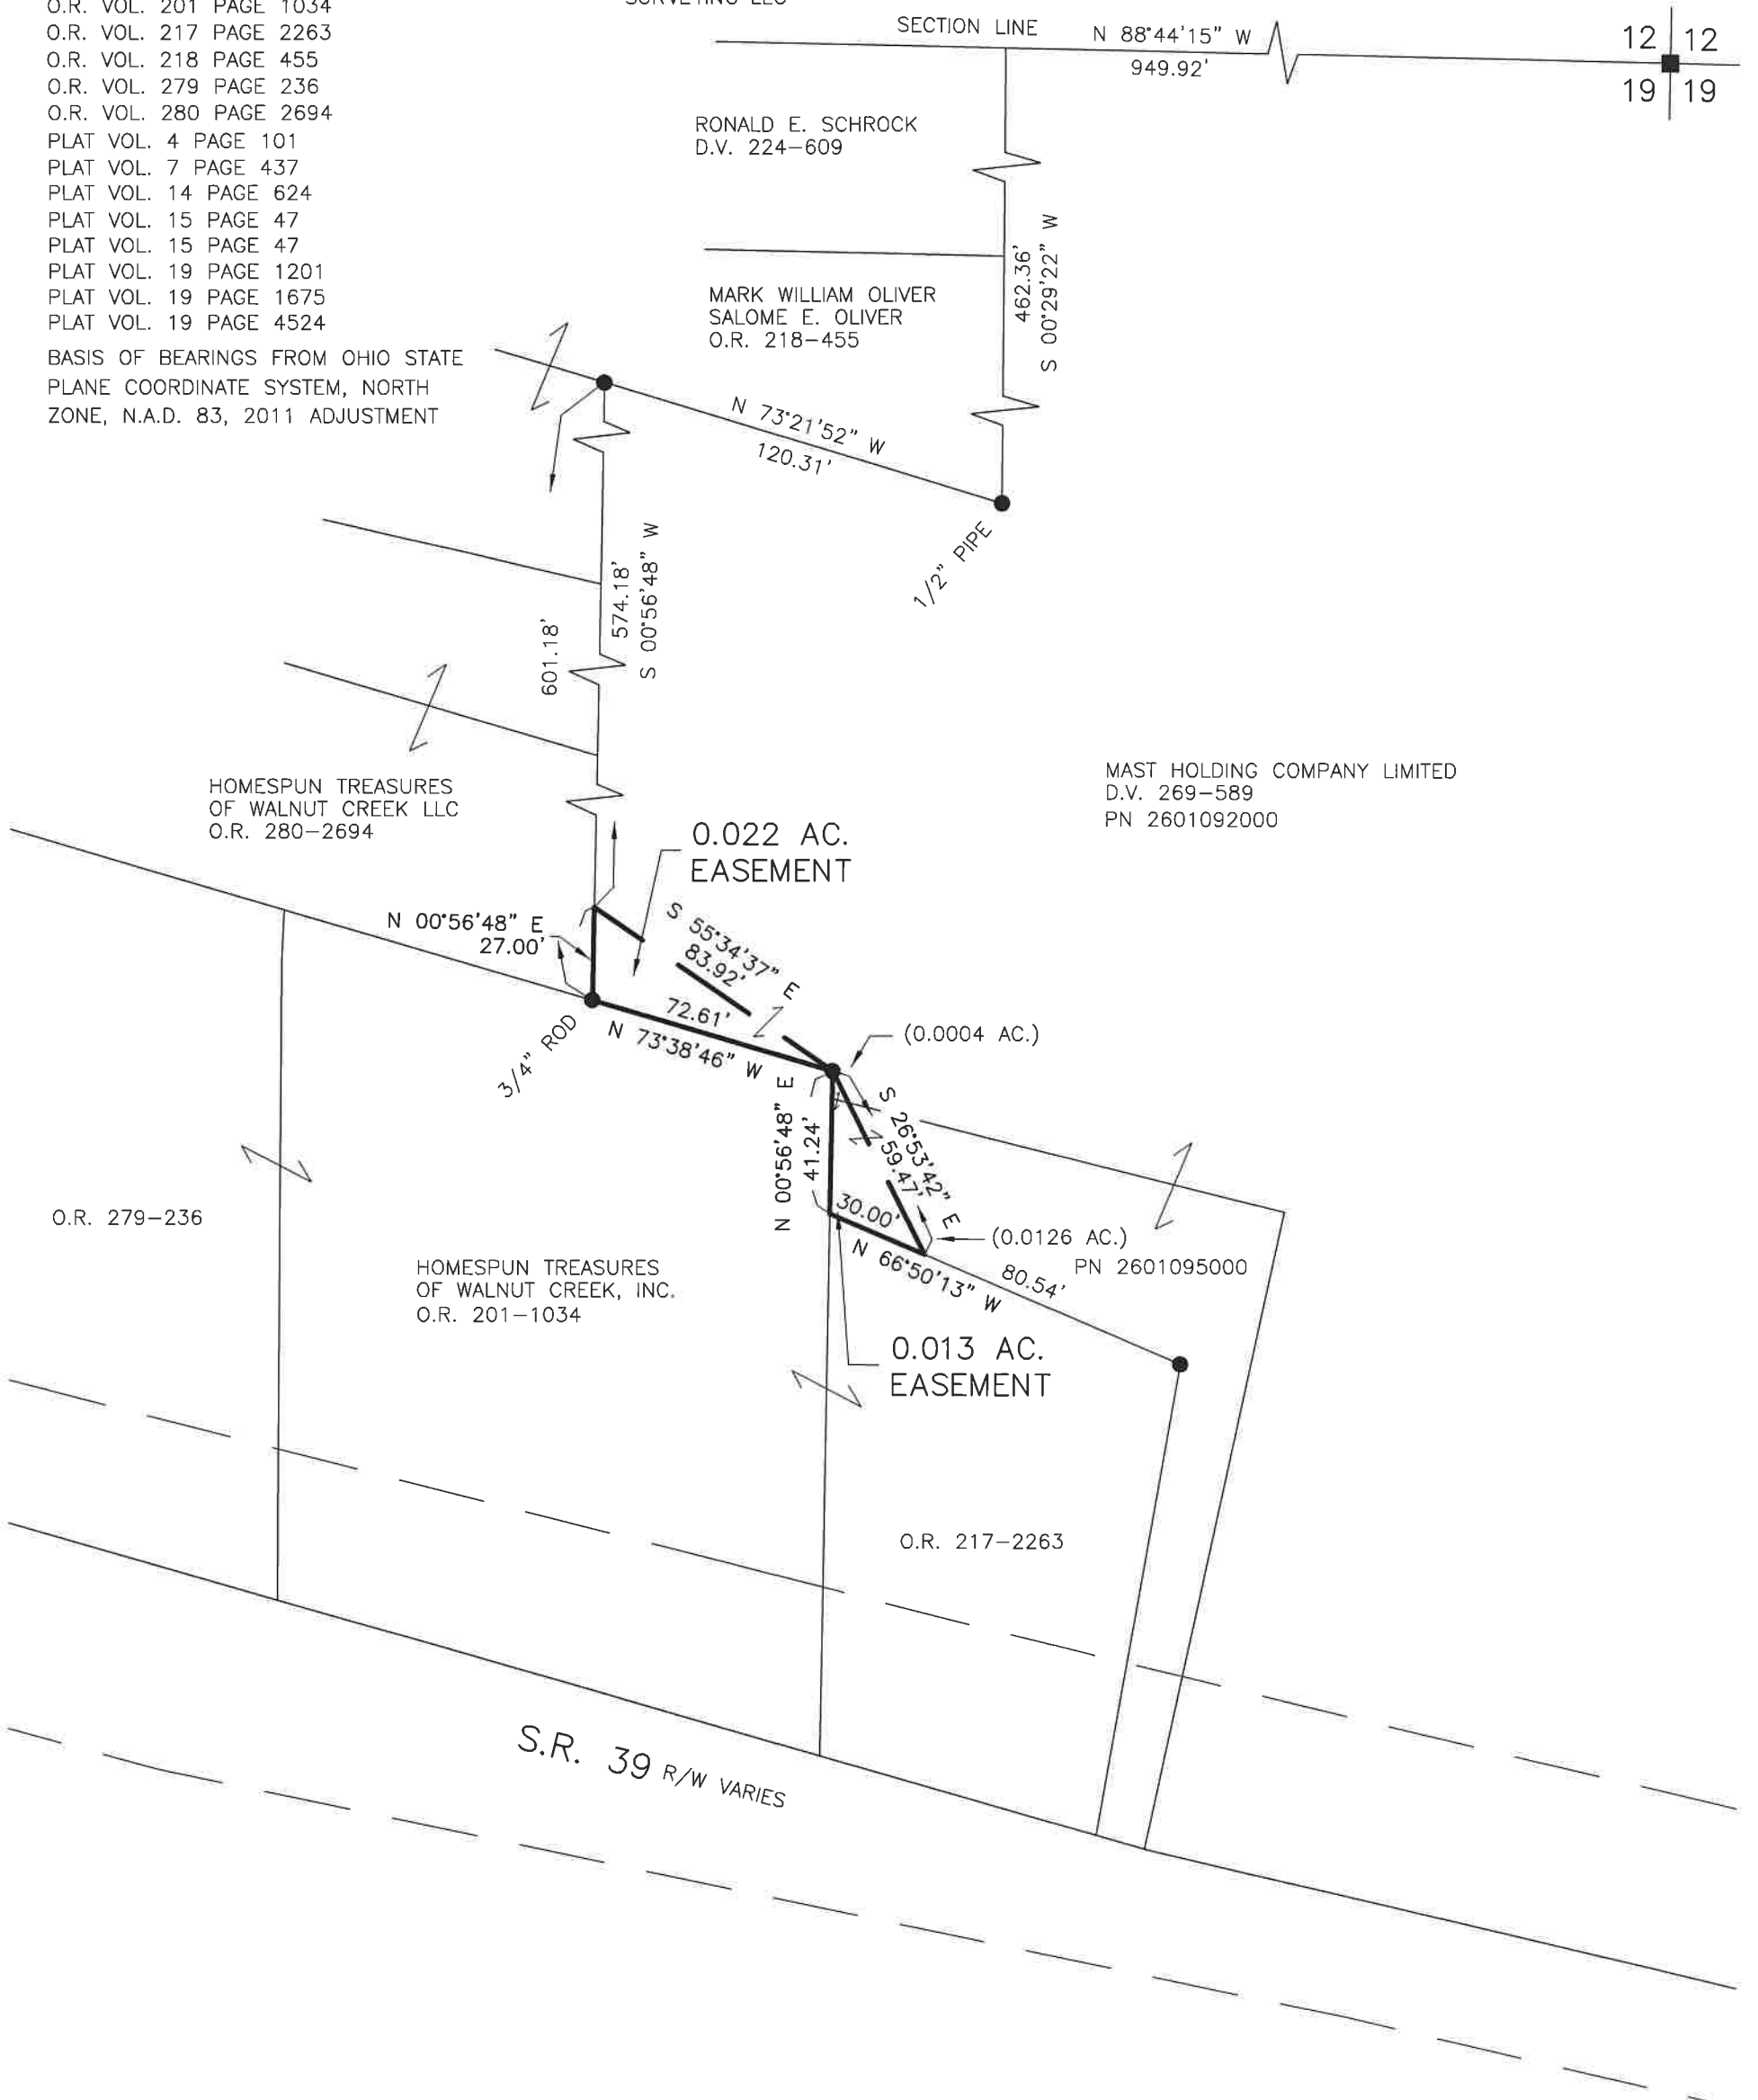 O.R. VOL. 201 PAGE 1034
O.R. VOL. 217 PAGE 2263
O.R. VOL. 218 PAGE 455
O.R. VOL. 279 PAGE 236
O.R. VOL. 280 PAGE 2694
PLAT VOL. 4 PAGE 101
PLAT VOL. 7 PAGE 437
PLAT VOL. 14 PAGE 624
PLAT VOL. 15 PAGE 47
PLAT VOL. 15 PAGE 47
PLAT VOL. 19 PAGE 1201
PLAT VOL. 19 PAGE 1675
PLAT VOL. 19 PAGE 4524
BASIS OF BEARINGS FROM OHIO STATE
PLANE COORDINATE SYSTEM, NORTH
ZONE, N.A.D. 83, 2011 ADJUSTMENT
SURVEYING LLC
SECTION LINE
N 88°44'15" W
949.92'
12 12
19 19
RONALD E. SCHROCK
D.V. 224-609
462.36'
S 00°29'22" W
MARK WILLIAM OLIVER
SALOME E. OLIVER
O.R. 218-455
N 73°21'52" W
120.31'
1/2" PIPE
601.18'
574.18'
S 00°56'48" W
HOMESPUN TREASURES
OF WALNUT CREEK LLC
O.R. 280-2694
MAST HOLDING COMPANY LIMITED
D.V. 269-589
PN 2601092000
0.022 AC.
EASEMENT
N 00°56'48" E
27.00'
S 55°34'37" E
83.92'
72.61'
N 73°38'46" W
3/4" ROD
(0.0004 AC.)
N 00°56'48" E
41.24'
S 26°53'42" E
59.47'
30.00'
N 66°50'13" W
(0.0126 AC.)
PN 2601095000
80.54'
O.R. 279-236
HOMESPUN TREASURES
OF WALNUT CREEK, INC.
O.R. 201-1034
0.013 AC.
EASEMENT
O.R. 217-2263
S.R. 39 R/W VARIES